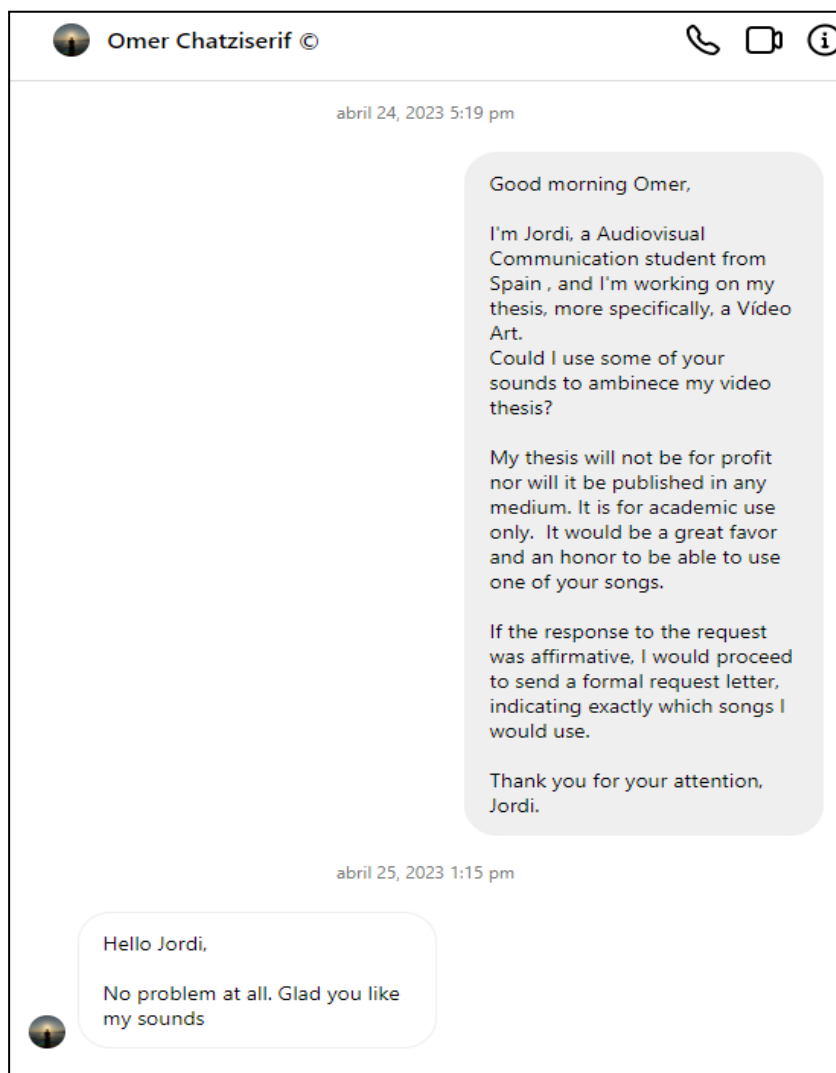 Omer Chatziserif ©
abril 24, 2023 5:19 pm
Good morning Omer,
I'm Jordi, a Audiovisual
Communication student from
Spain , and I'm working on my
thesis, more specifically, a Vídeo
Art.
Could I use some of your
sounds to ambinece my video
thesis?
My thesis will not be for profit
nor will it be published in any
medium. It is for academic use
only.  It would be a great favor
and an honor to be able to use
one of your songs.
If the response to the request
was affirmative, I would proceed
to send a formal request letter,
indicating exactly which songs I
would use.
Thank you for your attention,
Jordi.
abril 25, 2023 1:15 pm
Hello Jordi,
No problem at all. Glad you like
my sounds